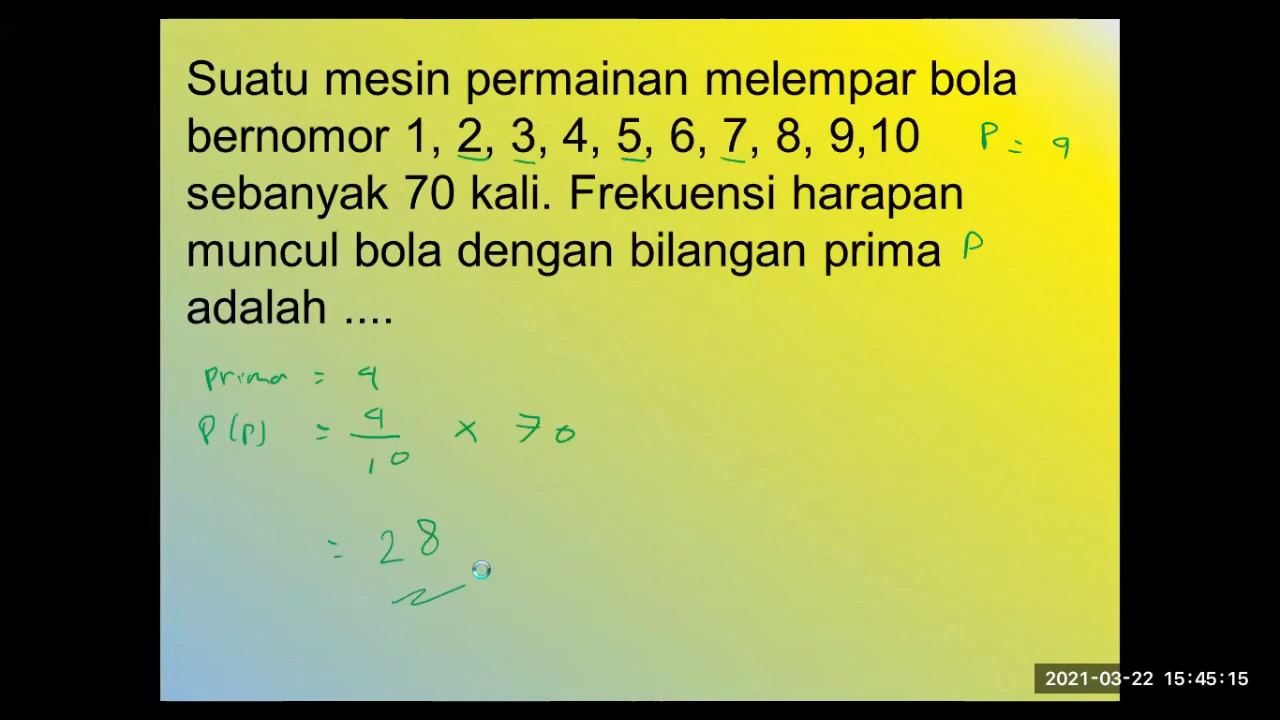 Suatu mesin permainan melempar bola
bernomor 1, 2, 3, 4, 5, 6, 7, 8, 9,10 P = 4
sebanyak 70 kali. Frekuensi harapan
muncul bola dengan bilangan prima P
adalah ....
prima = 4
P(P) = 4/10 x 70
= 28
2021-03-22 15:45:15